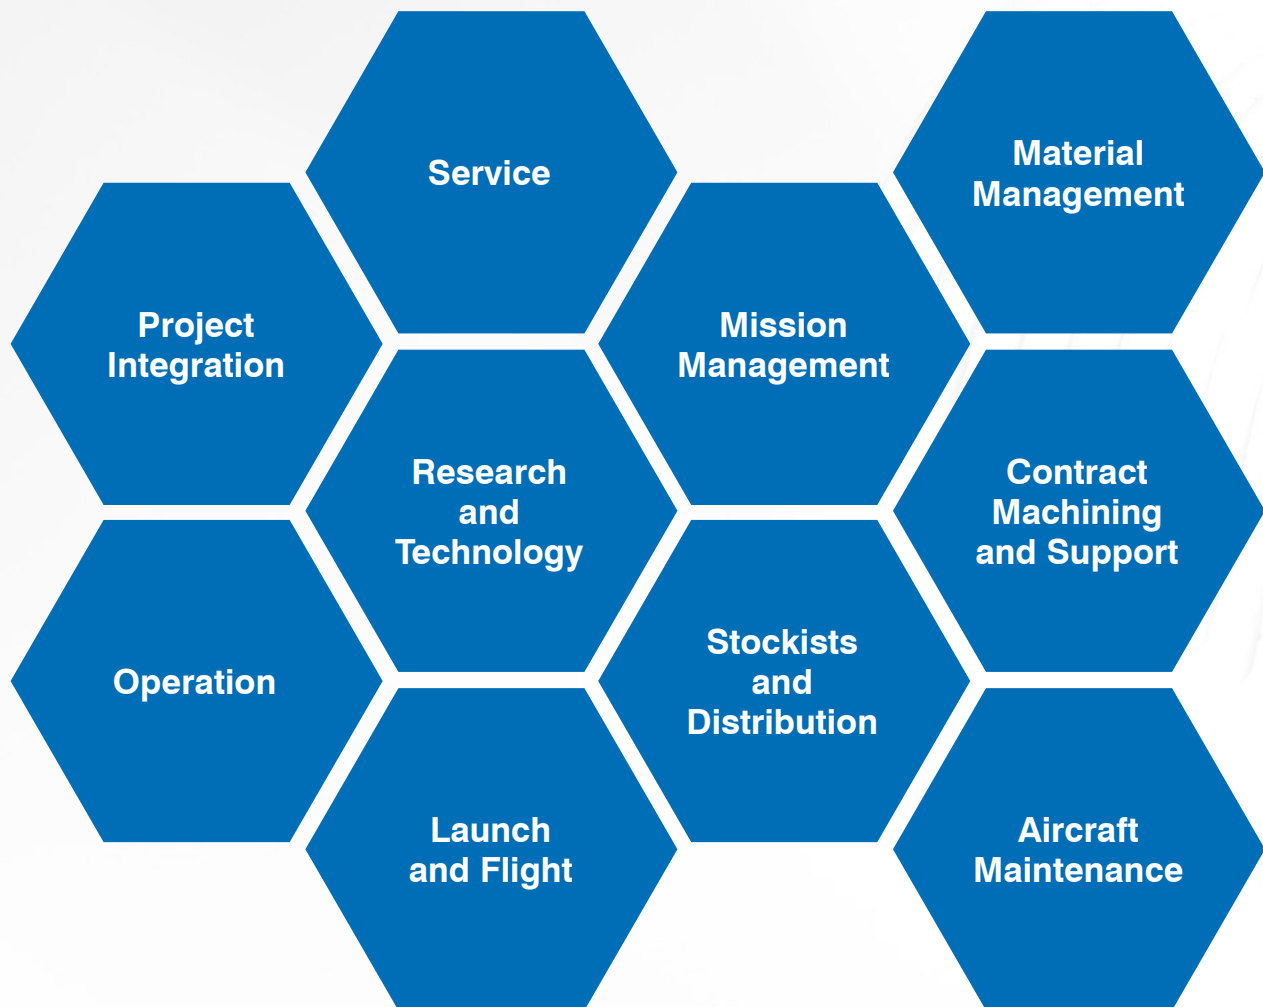 Service
Material
Management
Project
Integration
Mission
Management
Research
and
Technology
Contract
Machining
and Support
Operation
Stockists
and
Distribution
Launch
and Flight
Aircraft
Maintenance